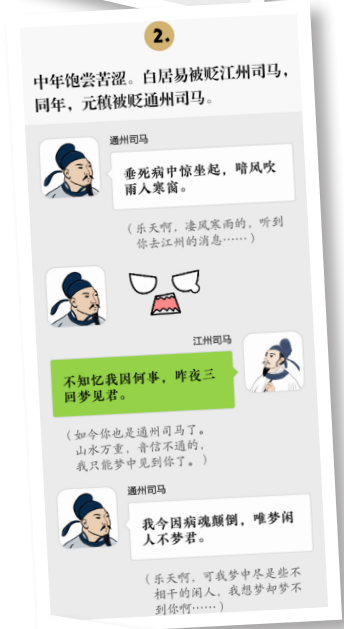 2.
中年饱尝苦涩。白居易被贬江州司马，
同年，元稹被贬通州司马。
通州司马
垂死病中惊坐起，暗风吹
雨入寒窗。
（乐天啊，凄风寒雨的，听到
你去江州的消息……）
江州司马
不知忆我因何事，昨夜三
回梦见君。
（如今你也是通州司马了。
山水万重，音信不通的，
我只能梦中见到你了。）
通州司马
我今因病魂颠倒，唯梦闲
人不梦君。
（乐天啊，可我梦中尽是些不
相干的闲人，我想梦却梦不
到你啊……）